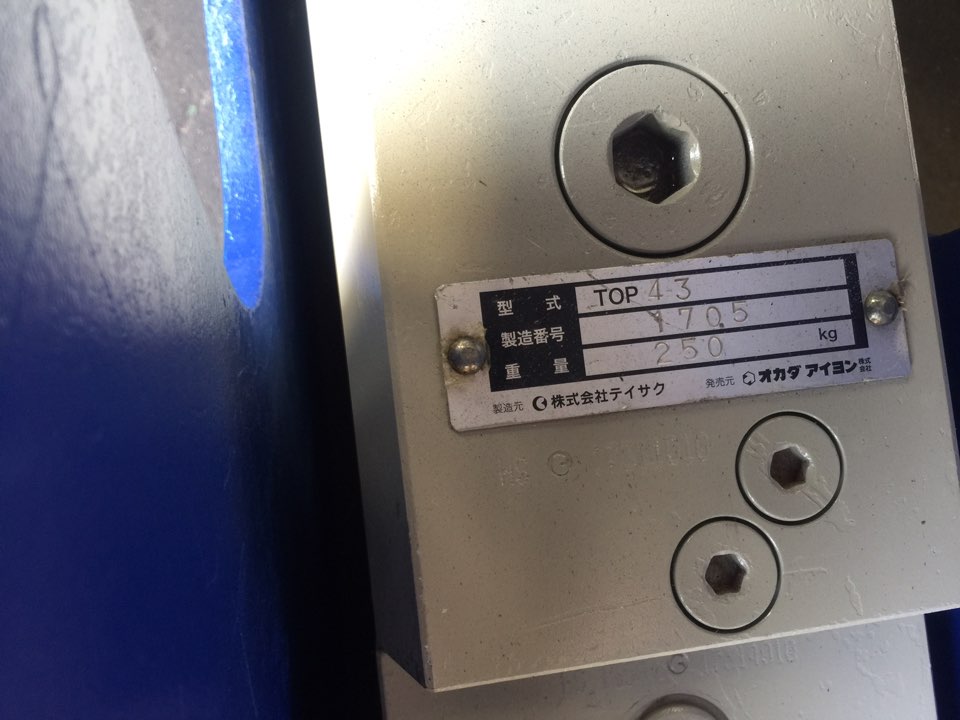 型式 TOP 43
製造番号 1705
重量 250 kg
製造元 株式会社テイサク
発売元 オカダ アイヨン株式会社